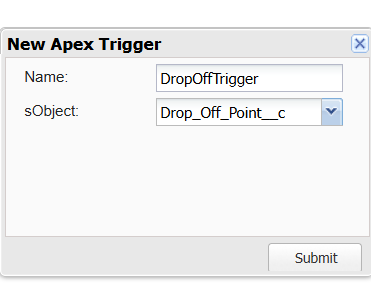 New Apex Trigger
Name: DropOffTrigger
sObject: Drop_Off_Point__c
Submit